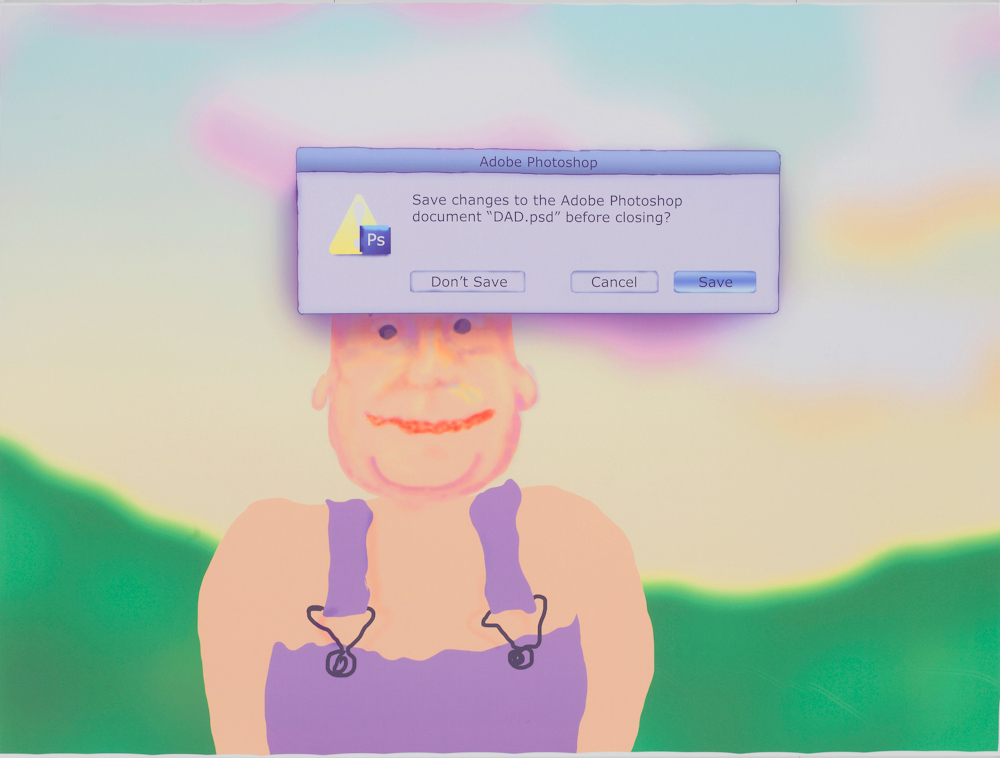 Adobe Photoshop
Save changes to the Adobe Photoshop
document “DAD.psd” before closing?
Ps
Don’t Save
Cancel
Save